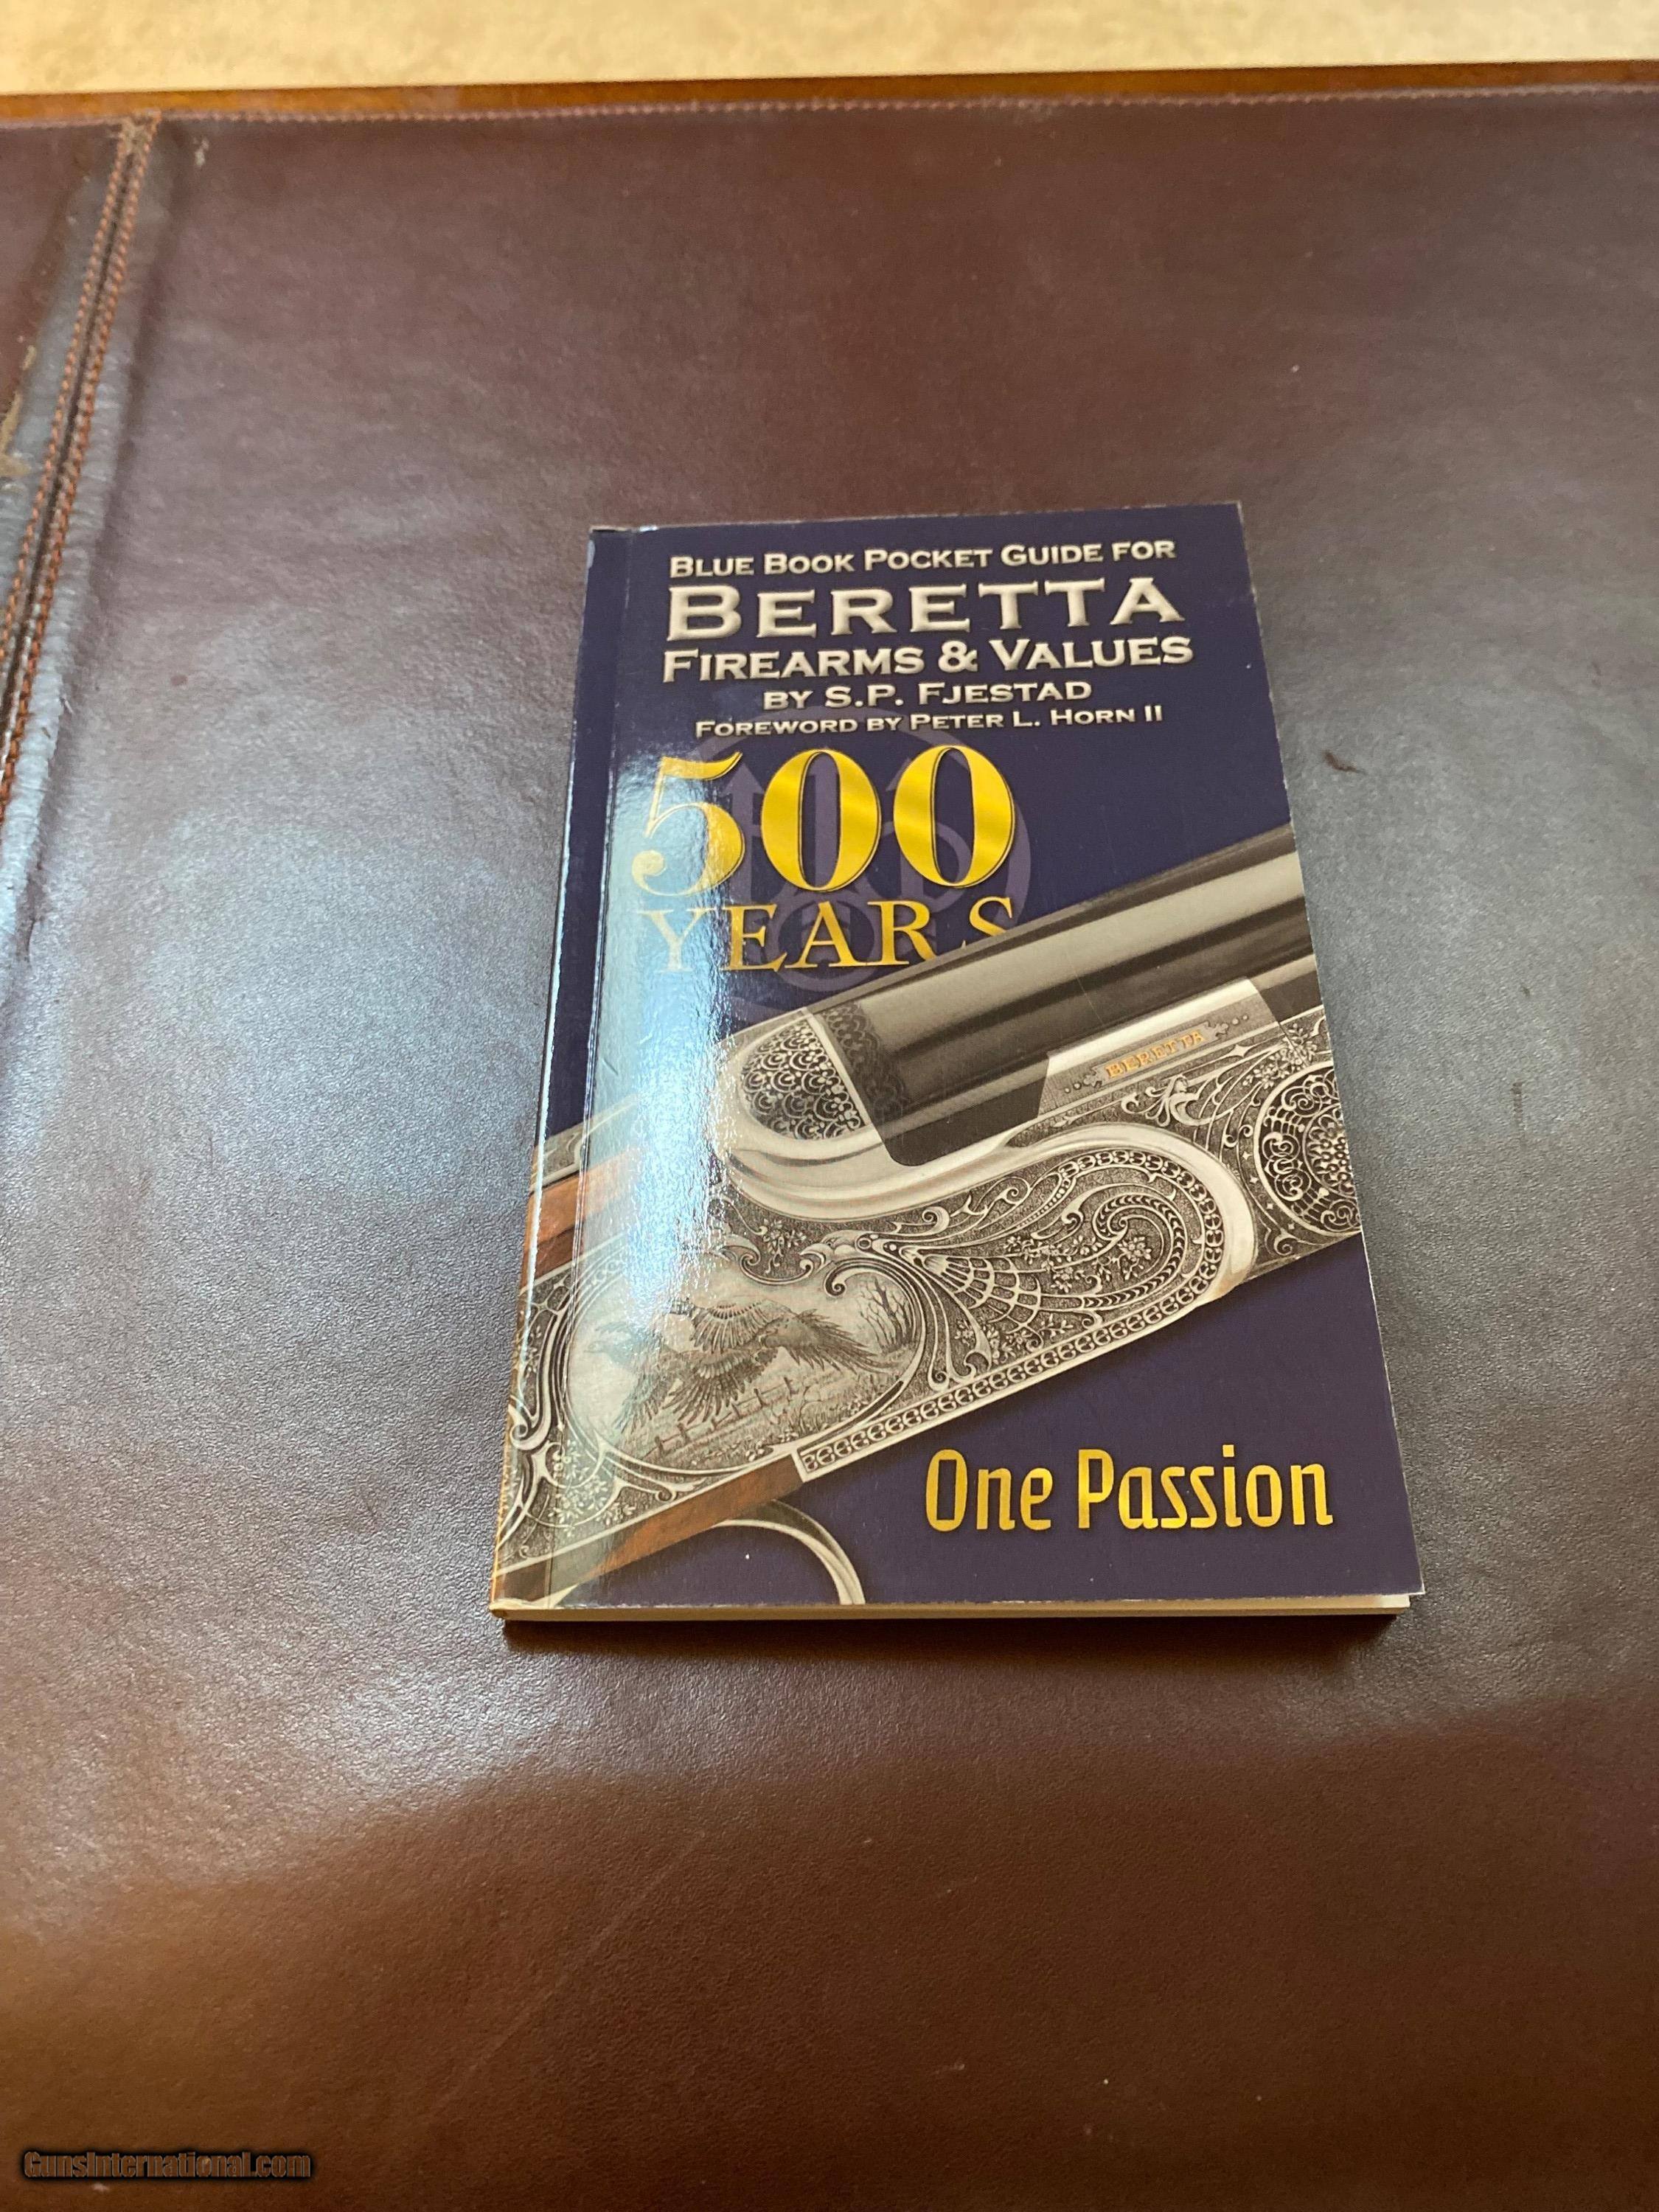 BLUE BOOK POCKET GUIDE FOR
BERETTA
FIREARMS & VALUES
BY S.P. FJESTAD
FOREWORD BY PETER L. HORN II
500
YEARS
BERETTA
One Passion
GunsInternational.com